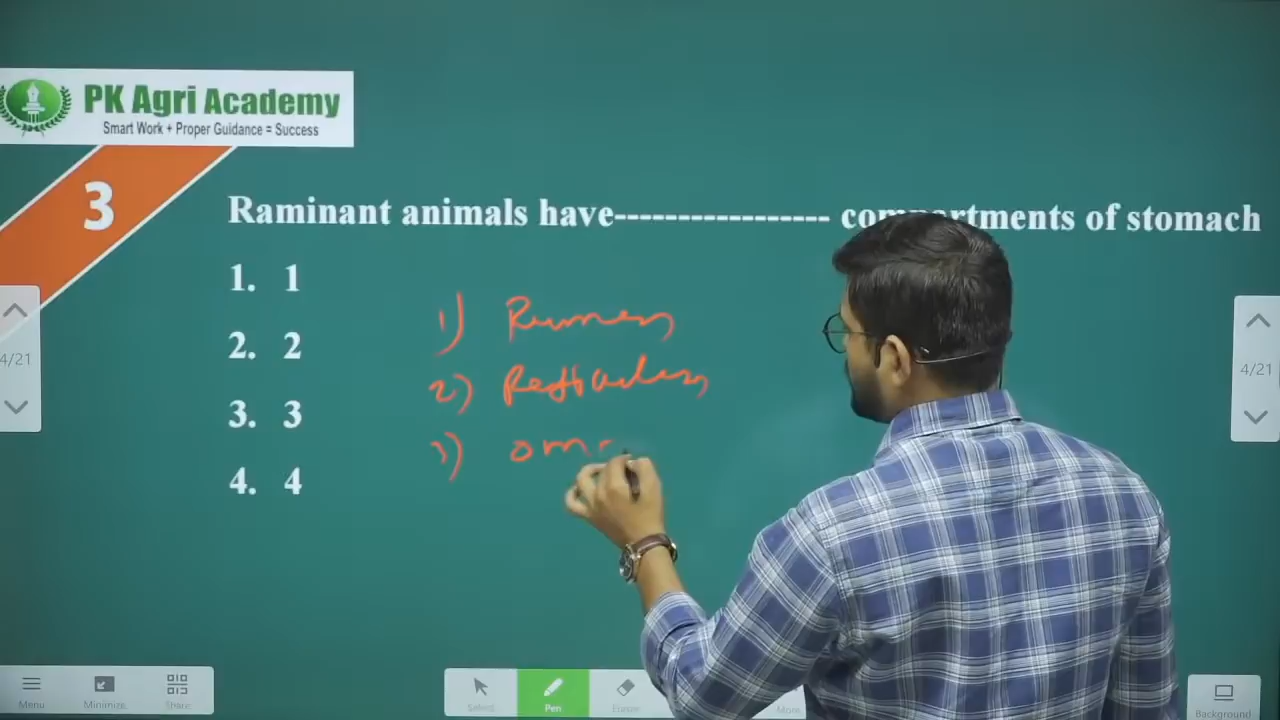 PK Agri Academy
Smart Work + Proper Guidance = Success
3
Raminant animals have----------------- compartments of stomach
1. 1
2. 2
3. 3
4. 4
1) Rumen
2)
3) om
4/21
4/21
Menu
Minimize
Share
Select
Pen
Eraser
More
Background